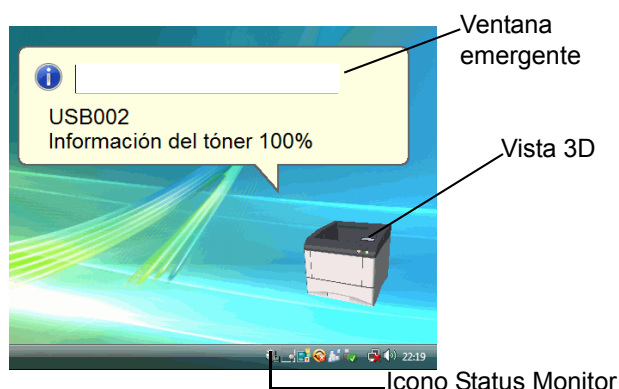 Ventana
emergente
USB002
Información del tóner 100%
Vista 3D
22:19
Icono Status Monitor